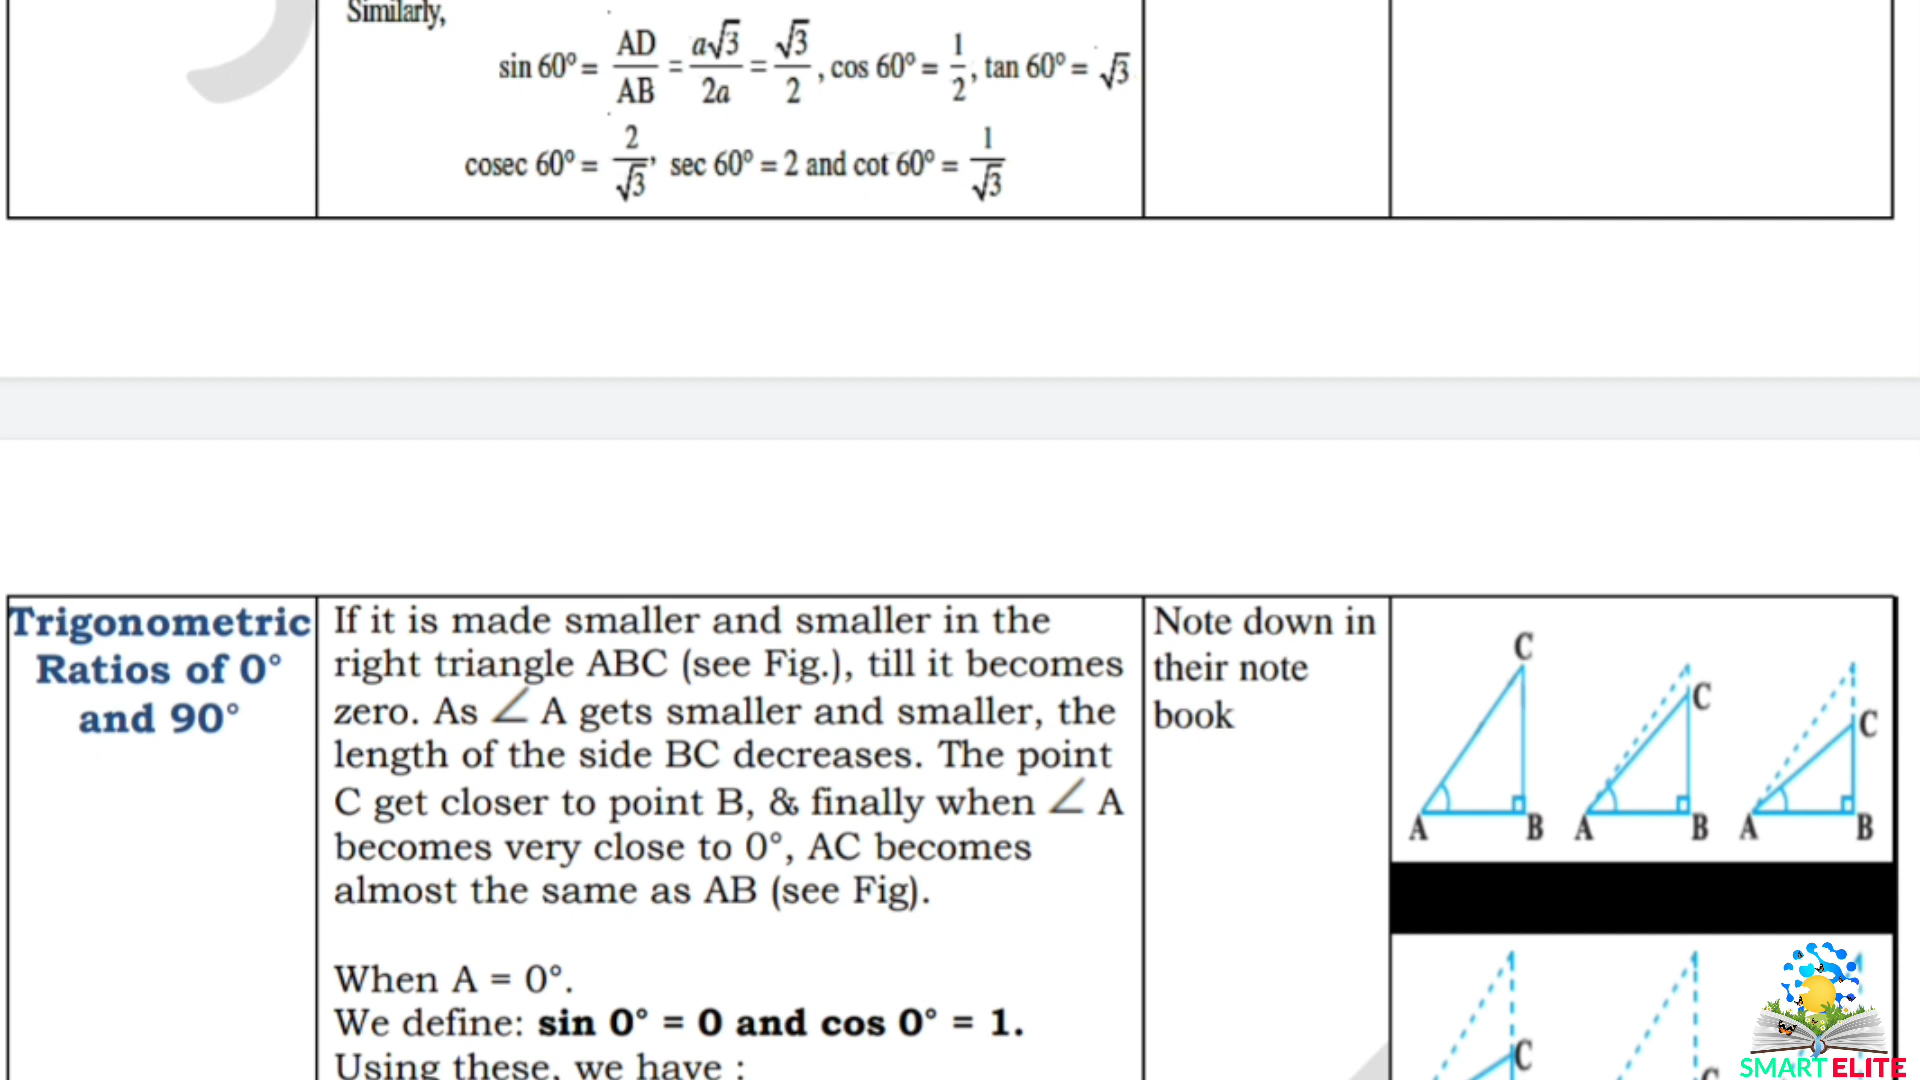 Similarly,
sin 60° = AD/AB = a√3/2a = √3/2, cos 60° = 1/2, tan 60° = √3
cosec 60° = 2/√3, sec 60° = 2 and cot 60° = 1/√3
Trigonometric
Ratios of 0°
and 90°
If it is made smaller and smaller in the
right triangle ABC (see Fig.), till it becomes
zero. As ∠ A gets smaller and smaller, the
length of the side BC decreases. The point
C get closer to point B, & finally when ∠ A
becomes very close to 0°, AC becomes
almost the same as AB (see Fig).
When A = 0°.
We define: sin 0° = 0 and cos 0° = 1.
Using these, we have :
Note down in
their note
book
C
C
C
A B A B A B
C
C
SMART ELITE